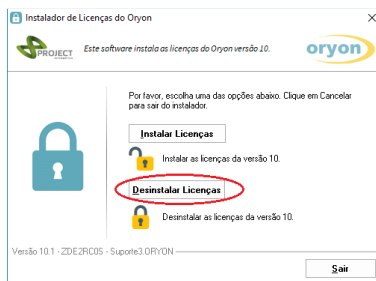 Instalador de Licenças do Oryon
PROJECT
Este software instala as licenças do Oryon versão 10.
oryon
Por favor, escolha uma das opções abaixo. Clique em Cancelar
para sair do instalador.
Instalar Licenças
Instalar as licenças da versão 10.
Desinstalar Licenças
Desinstalar as licenças da versão 10.
Versão 10.1 - ZDE2RC0S - Suporte3.ORYON
Sair